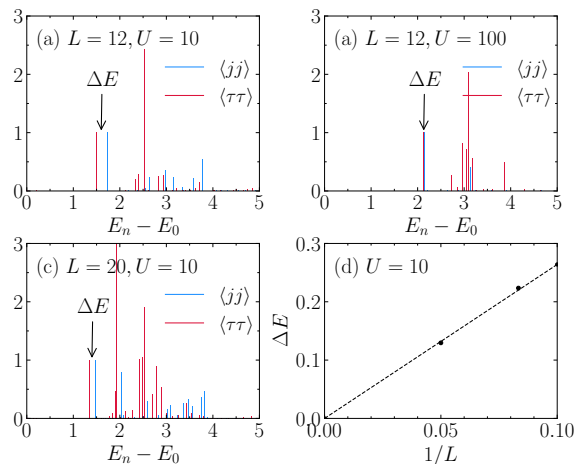 (a) L = 12, U = 10
⟨jj⟩
⟨ττ⟩
ΔE
3
2
1
0
0 1 2 3 4 5
E_n − E_0
(a) L = 12, U = 100
⟨jj⟩
⟨ττ⟩
ΔE
3
2
1
0
0 1 2 3 4 5
E_n − E_0
(c) L = 20, U = 10
⟨jj⟩
⟨ττ⟩
ΔE
3
2
1
0
0 1 2 3 4 5
E_n − E_0
(d) U = 10
ΔE
0.3
0.2
0.1
0.0
0.00 0.05 0.10
1/L